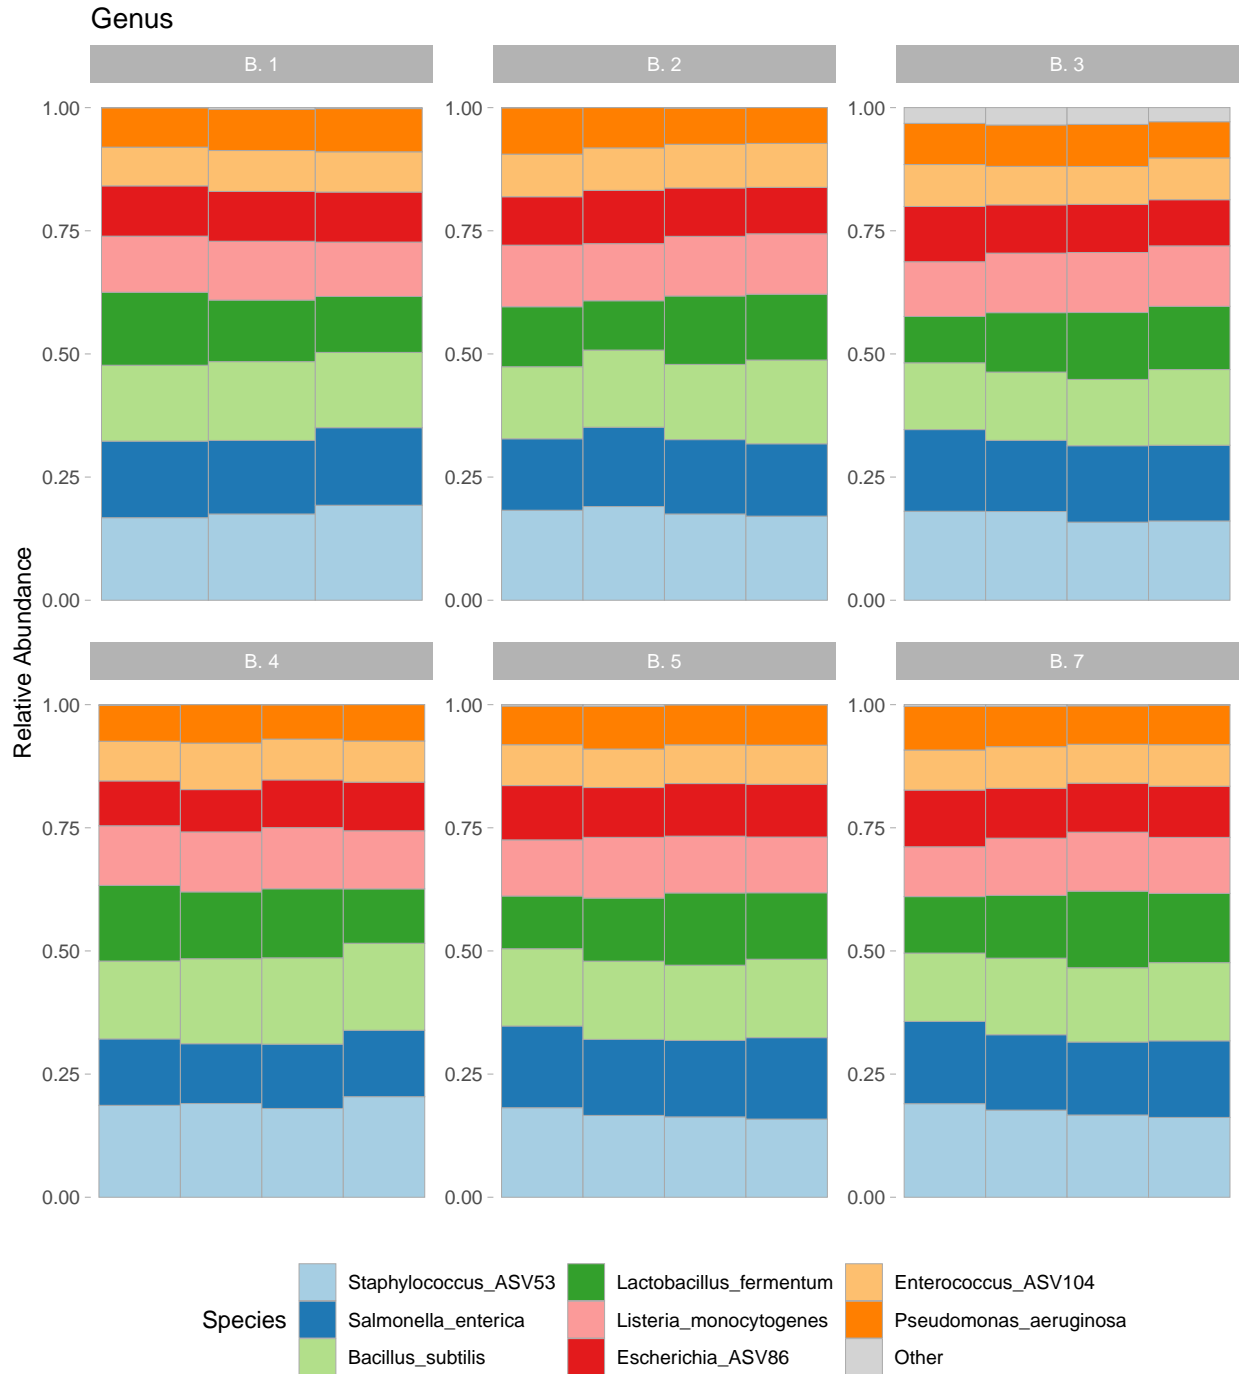 Genus
B. 1
B. 2
B. 3
1.00
0.75
0.50
0.25
0.00
1.00
0.75
0.50
0.25
0.00
1.00
0.75
0.50
0.25
0.00
Relative Abundance
B. 4
B. 5
B. 7
1.00
0.75
0.50
0.25
0.00
1.00
0.75
0.50
0.25
0.00
1.00
0.75
0.50
0.25
0.00
Species
Staphylococcus_ASV53
Salmonella_enterica
Bacillus_subtilis
Lactobacillus_fermentum
Listeria_monocytogenes
Escherichia_ASV86
Enterococcus_ASV104
Pseudomonas_aeruginosa
Other